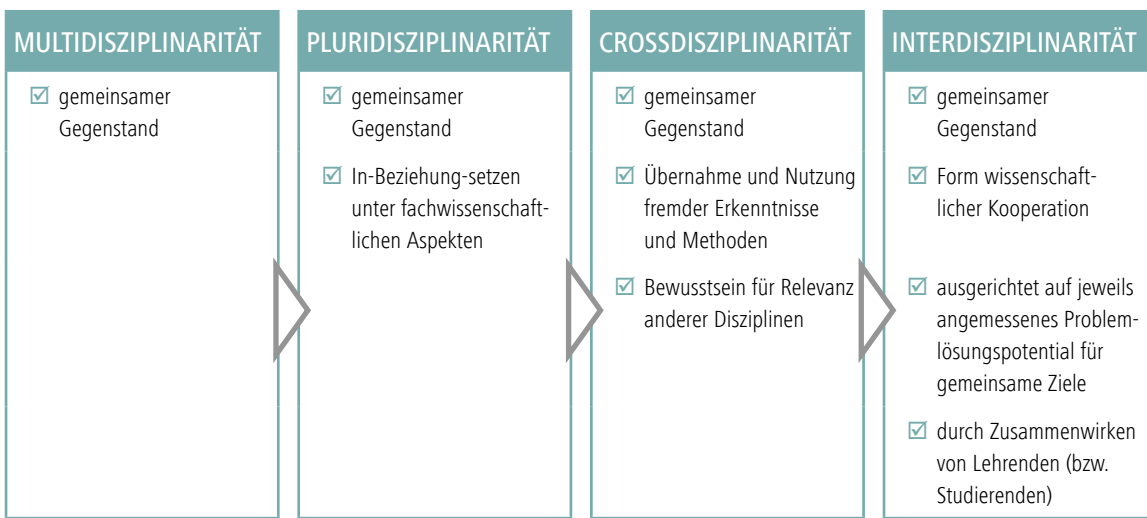 MULTIDISZIPLINARITÄT
gemeinsamer
Gegenstand
PLURIDISZIPLINARITÄT
gemeinsamer
Gegenstand
In-Beziehung-setzen
unter fachwissenschaft-
lichen Aspekten
CROSSDISZIPLINARITÄT
gemeinsamer
Gegenstand
Übernahme und Nutzung
fremder Erkenntnisse
und Methoden
Bewusstsein für Relevanz
anderer Disziplinen
INTERDISZIPLINARITÄT
gemeinsamer
Gegenstand
Form wissenschaft-
licher Kooperation
ausgerichtet auf jeweils
angemessenes Problem-
lösungspotential für
gemeinsame Ziele
durch Zusammenwirken
von Lehrenden (bzw.
Studierenden)